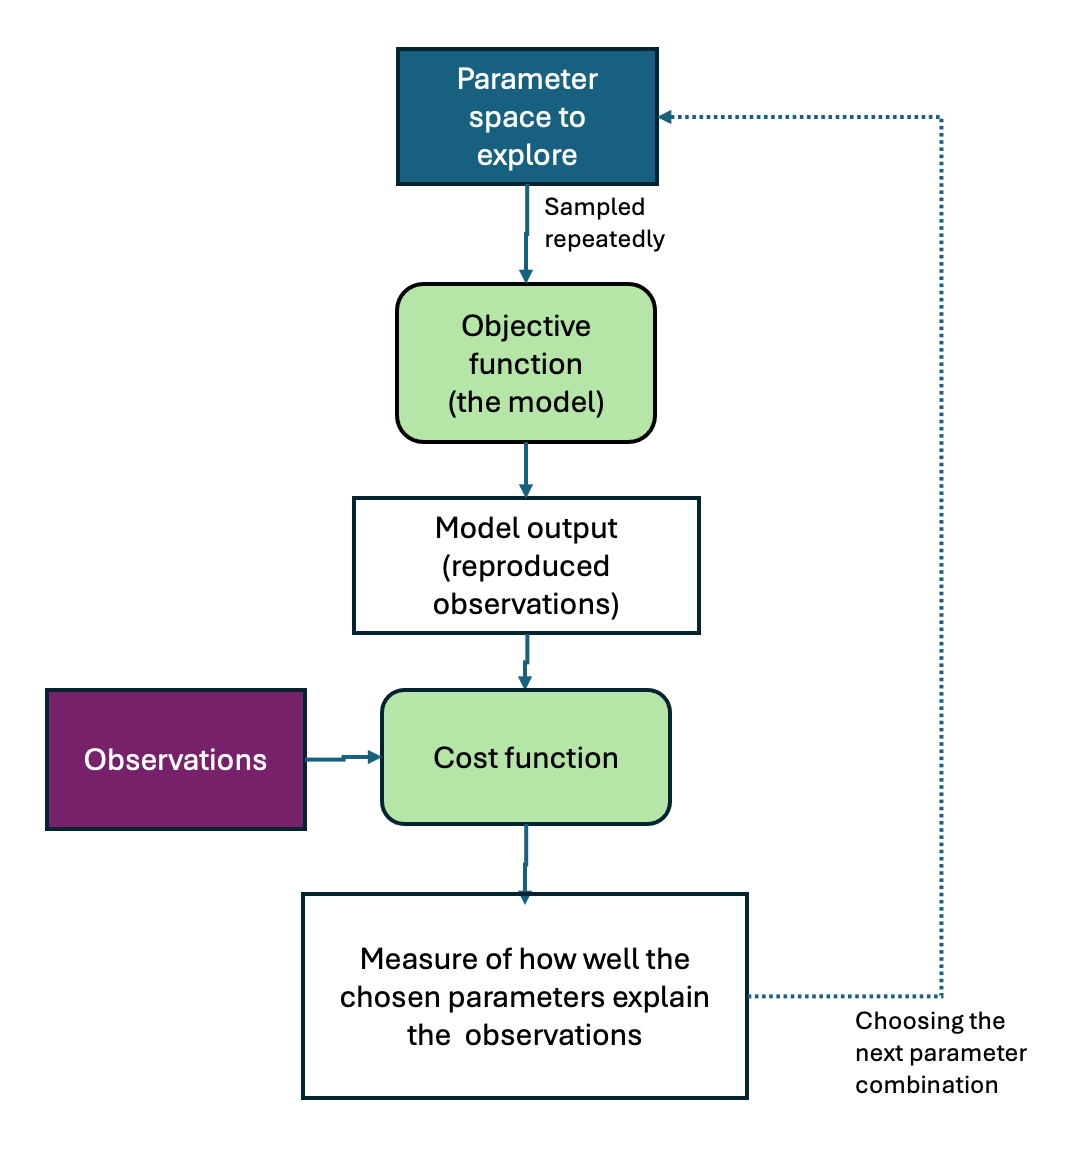 Parameter
space to
explore
Sampled
repeatedly
Objective
function
(the model)
Model output
(reproduced
observations)
Observations
Cost function
Measure of how well the
chosen parameters explain
the  observations
Choosing the
next parameter
combination